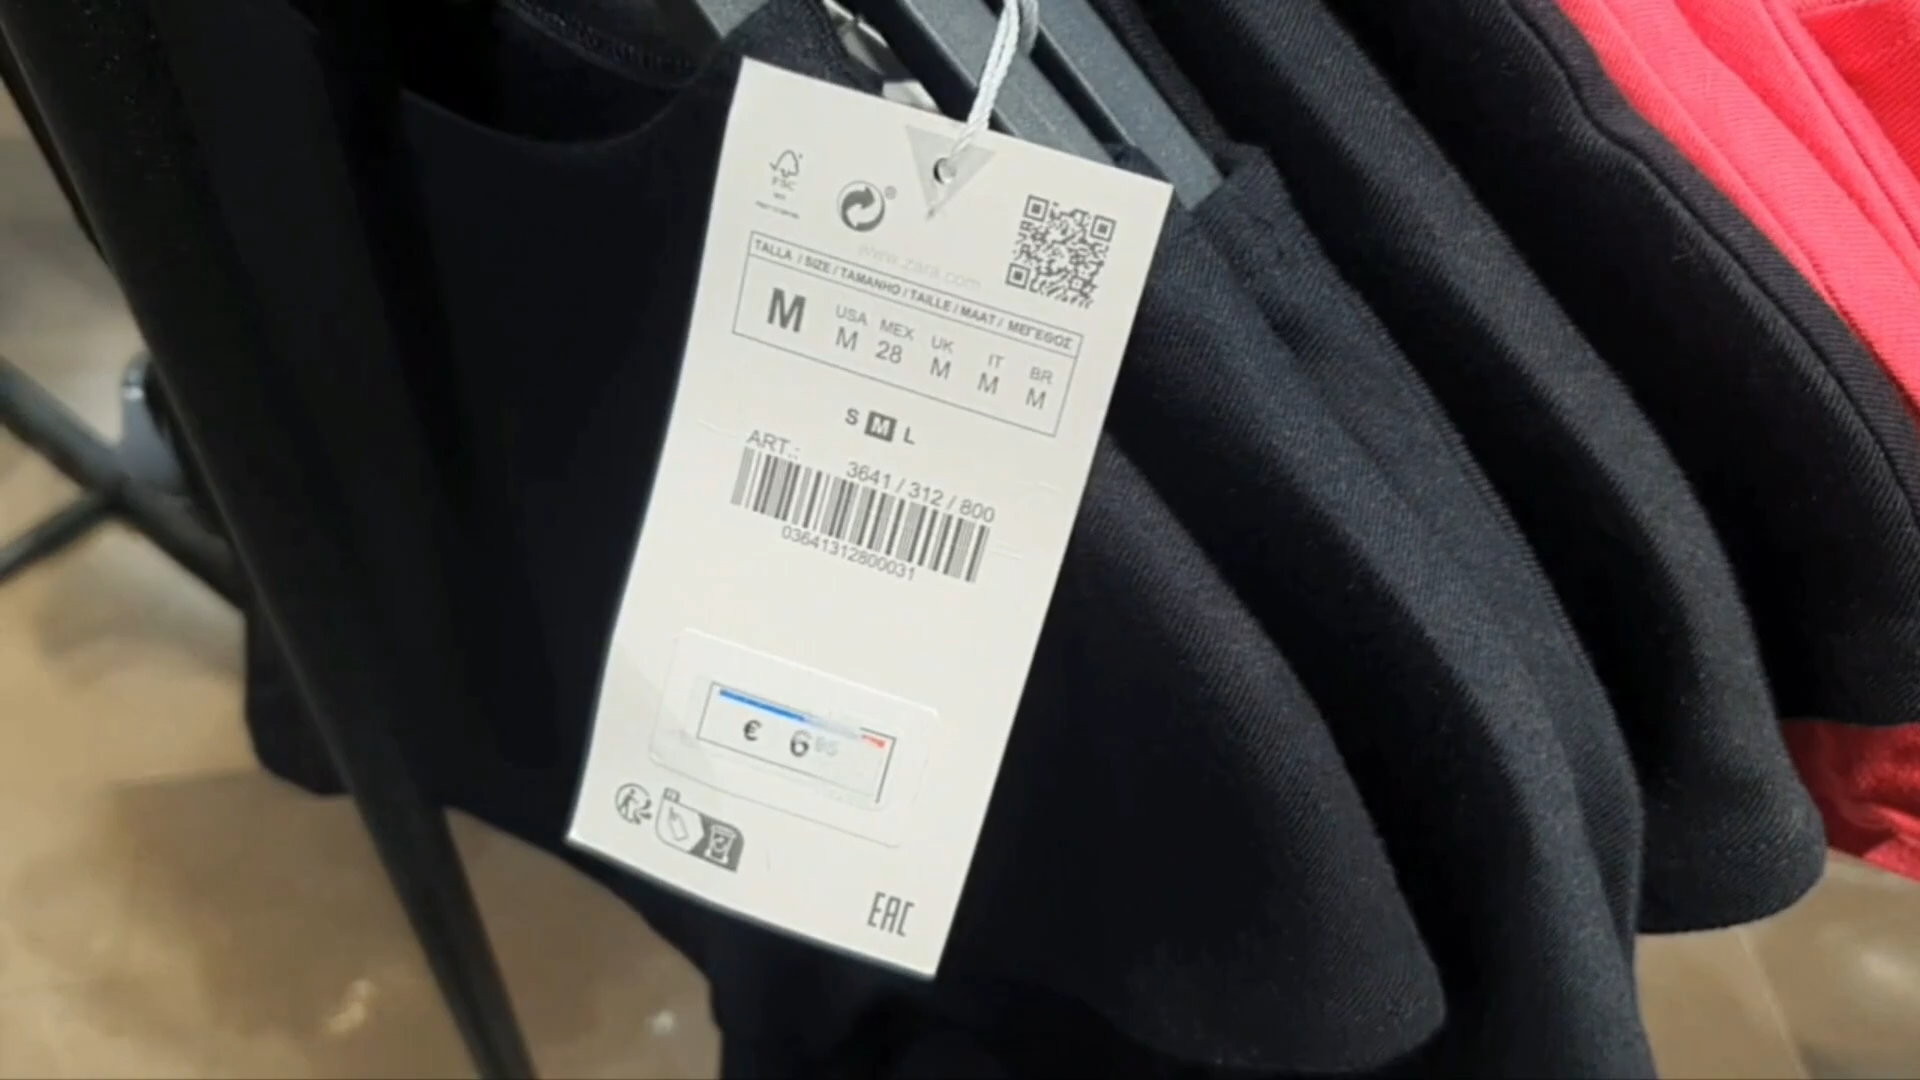 FSC
www.zara.com
TALLA / SIZE / TAMANHO / TAILLE / MAAT / ΜΕΓΕΘΟΣ
M
USA MEX UK IT BR
M 28 M M M
S M L
ART.:
3641 / 312 / 800
03641312800031
€ 6 95
EAC